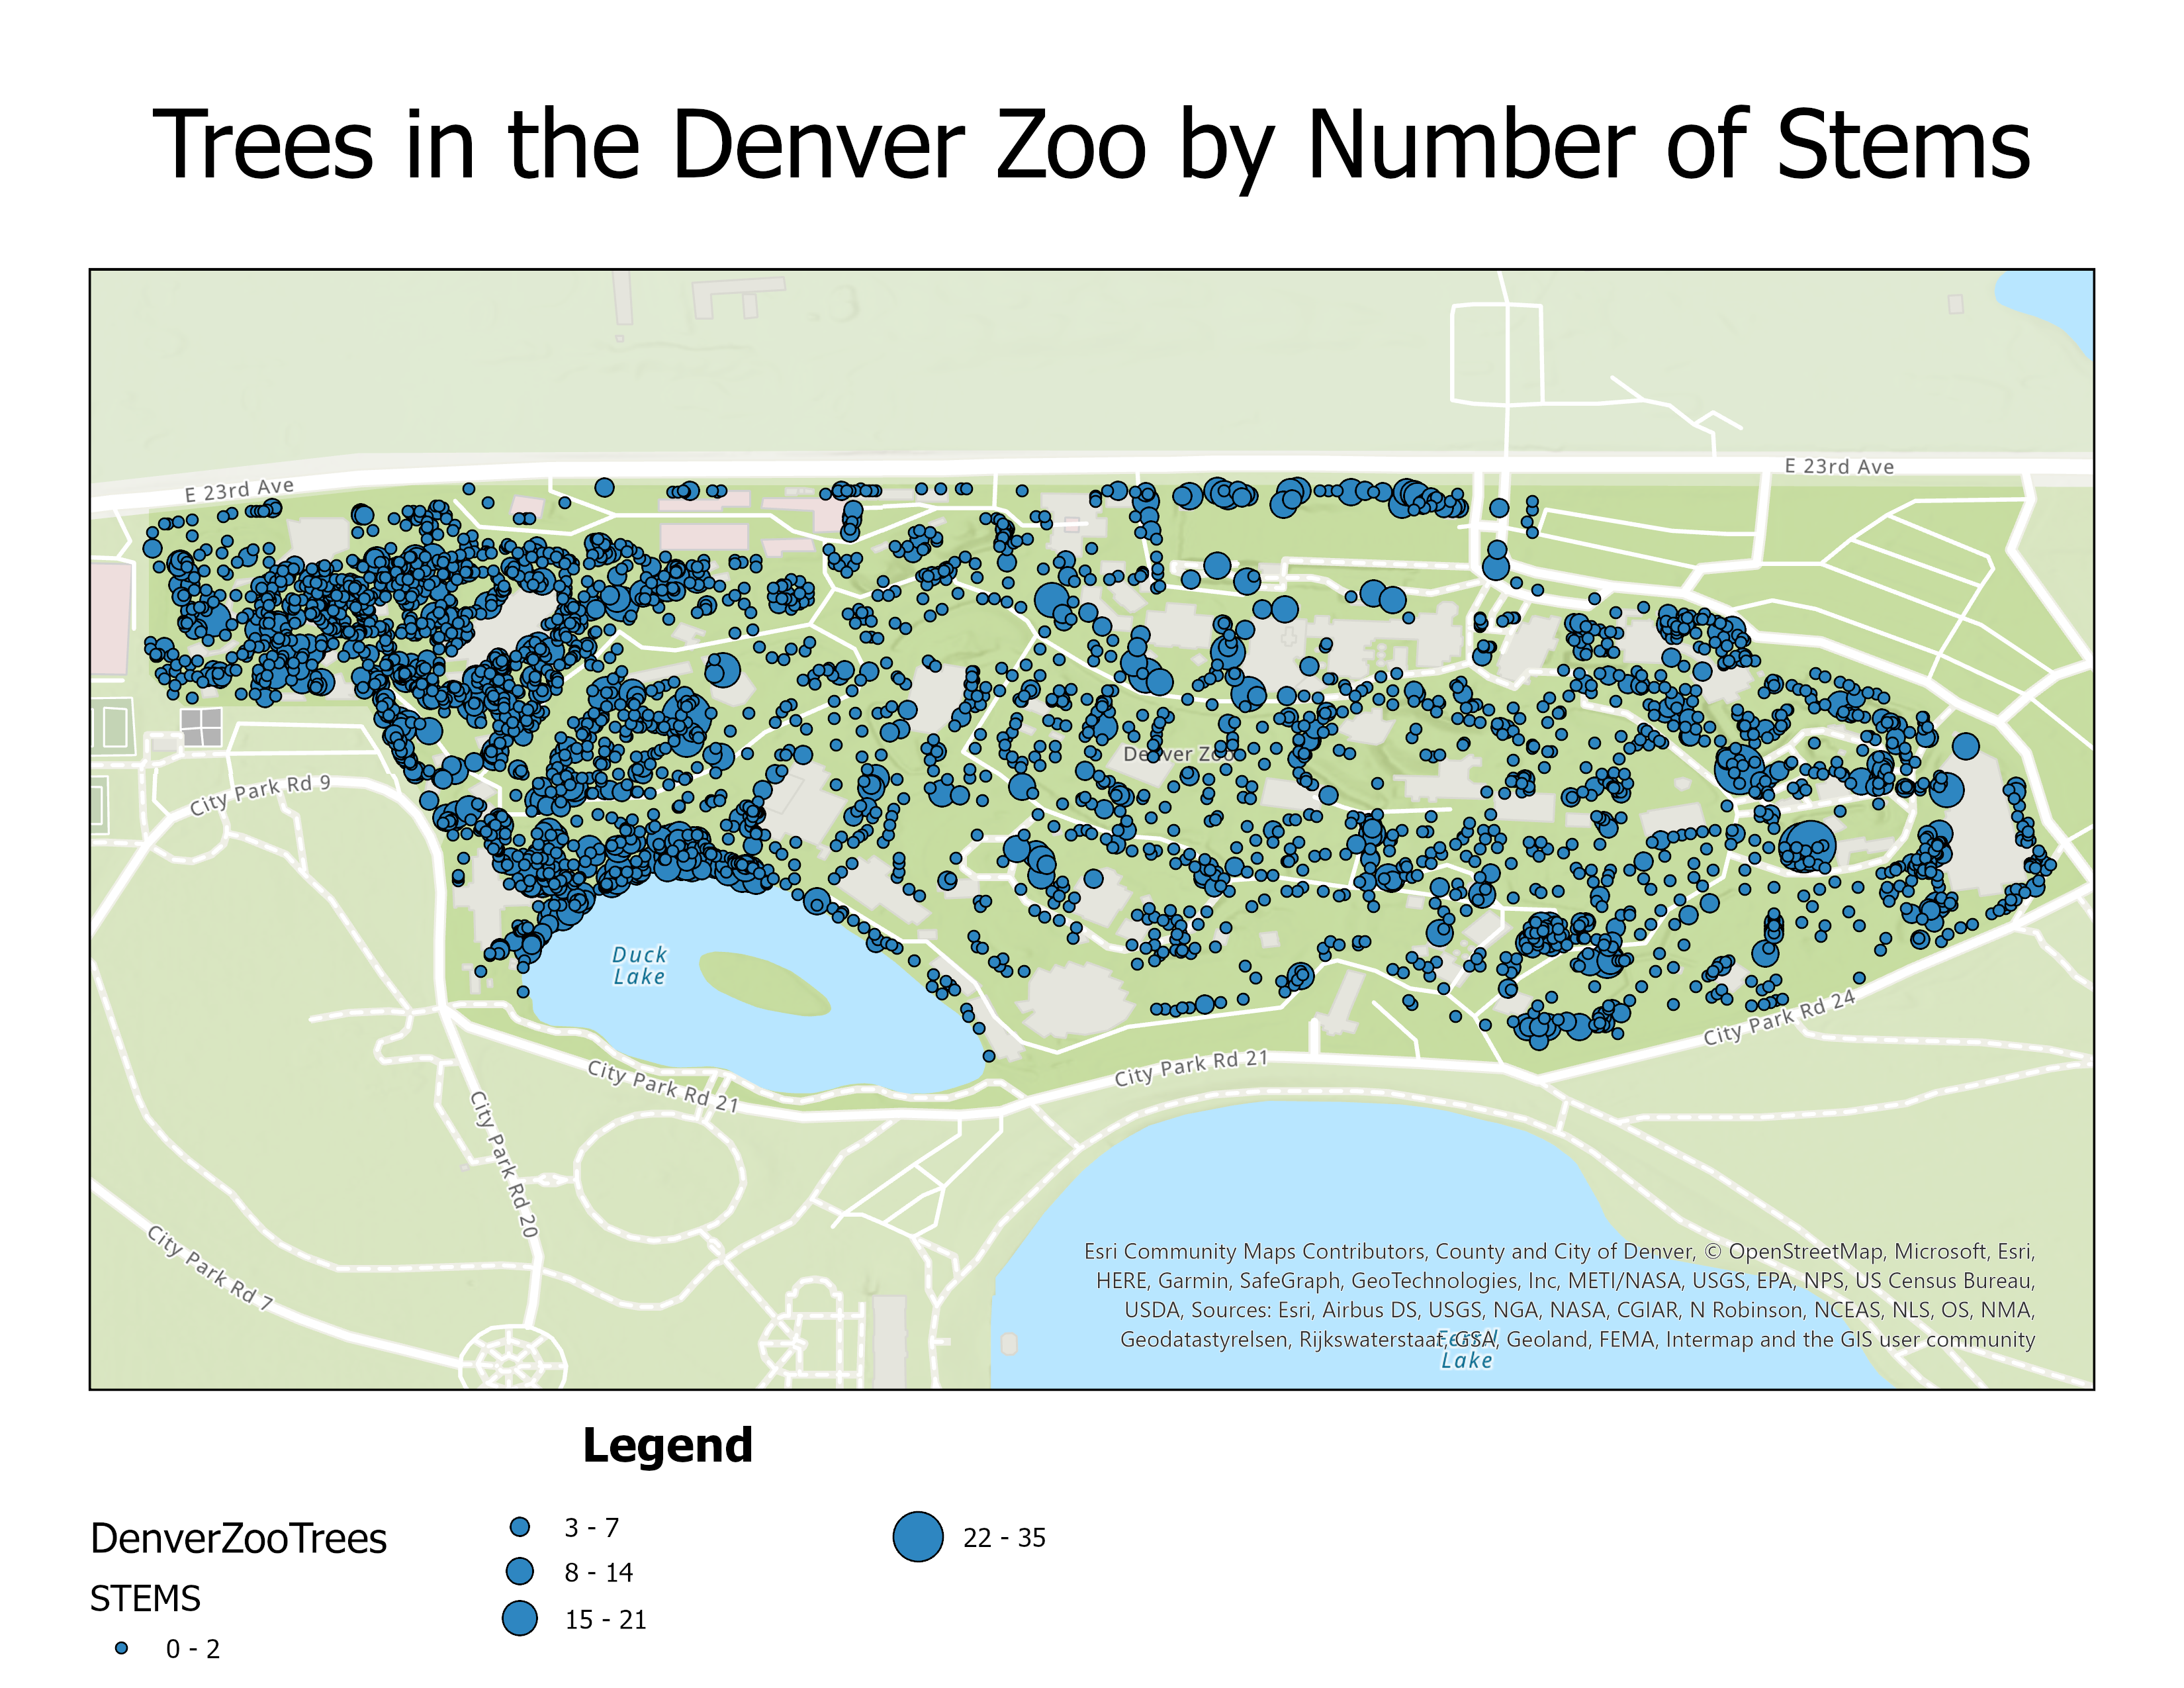 Trees in the Denver Zoo by Number of Stems
E 23rd Ave
E 23rd Ave
Denver Zoo
City Park Rd 9
Duck
Lake
City Park Rd 24
City Park Rd 21
City Park Rd 21
City Park Rd 20
City Park Rd 7
Esri Community Maps Contributors, County and City of Denver, © OpenStreetMap, Microsoft, Esri,
HERE, Garmin, SafeGraph, GeoTechnologies, Inc, METI/NASA, USGS, EPA, NPS, US Census Bureau,
USDA, Sources: Esri, Airbus DS, USGS, NGA, NASA, CGIAR, N Robinson, NCEAS, NLS, OS, NMA,
Geodatastyrelsen, Rijkswaterstaat, GSA, Geoland, FEMA, Intermap and the GIS user community
Lake
Legend
DenverZooTrees
STEMS
0 - 2
3 - 7
8 - 14
15 - 21
22 - 35